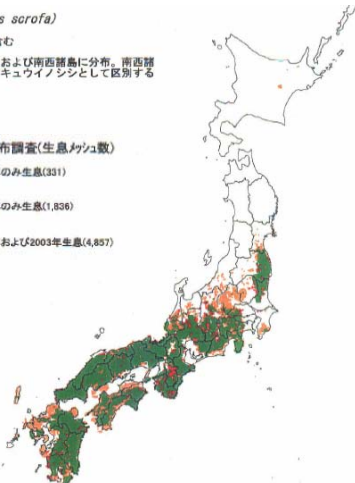 s scrofa)
含む
および南西諸島に分布。南西諸
キュウイノシシとして区別する
布調査(生息メッシュ数)
のみ生息(331)
のみ生息(1,836)
および2003年生息(4,857)